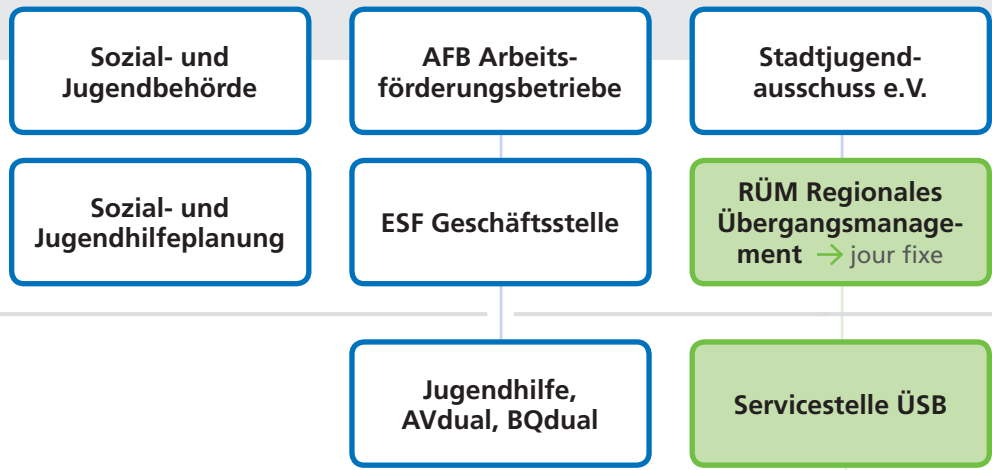 Sozial- und
Jugendbehörde
AFB Arbeits-
förderungsbetriebe
Stadtjugend-
ausschuss e.V.
Sozial- und
Jugendhilfeplanung
ESF Geschäftsstelle
RÜM Regionales
Übergangsmanage-
ment → jour fixe
Jugendhilfe,
AVdual, BQdual
Servicestelle ÜSB